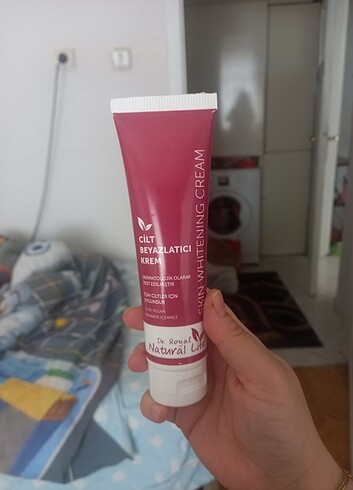 CİLT
BEYAZLATICI
KREM
DERMATOLOJİK OLARAK
TEST EDİLMİŞTİR
TÜM CİLTLER İÇİN
UYGUNDUR
SKIN WHITENING CREAM
Dr. Royal
Natural Life